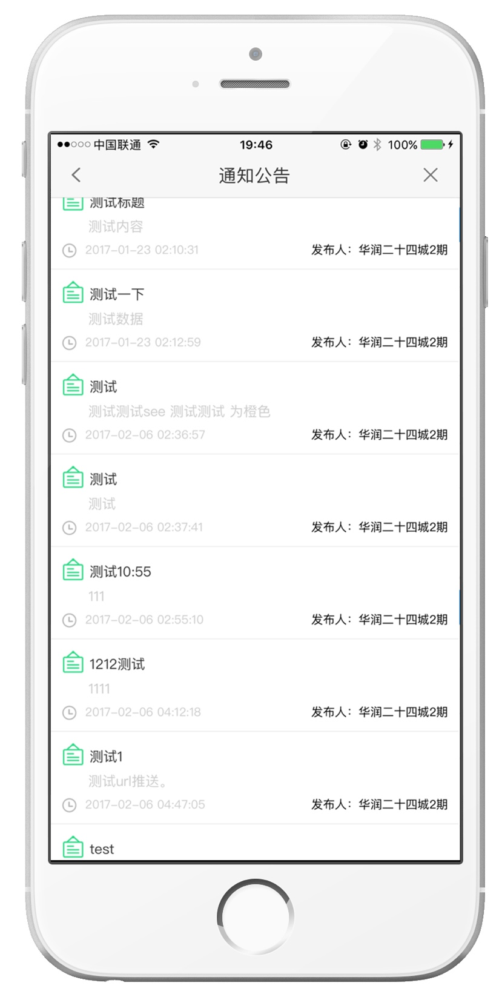 中国联通 19:46 100%
通知公告
测试标题
测试内容
2017-01-23 02:10:31 发布人：华润二十四城2期
测试一下
测试数据
2017-01-23 02:12:59 发布人：华润二十四城2期
测试
测试测试see 测试测试 为橙色
2017-02-06 02:36:57 发布人：华润二十四城2期
测试
测试
2017-02-06 02:37:41 发布人：华润二十四城2期
测试10:55
111
2017-02-06 02:55:10 发布人：华润二十四城2期
1212测试
1111
2017-02-06 04:12:18 发布人：华润二十四城2期
测试1
测试url推送。
2017-02-06 04:47:05 发布人：华润二十四城2期
test